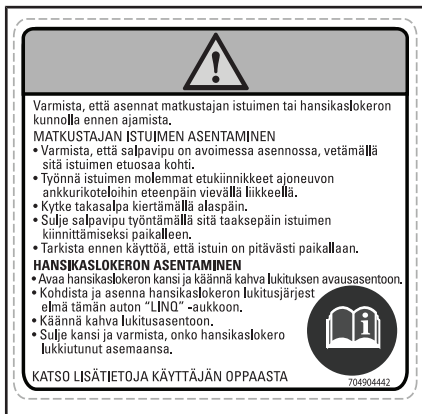 Varmista, että asennat matkustajan istuimen tai hansikaslokeron
kunnolla ennen ajamista.
MATKUSTAJAN ISTUIMEN ASENTAMINEN
• Varmista, että salpavipu on avoimessa asennossa, vetämällä
sitä istuimen etuosaa kohti.
• Työnnä istuimen molemmat etukiinnikkeet ajoneuvon
ankkurikoteloihin eteenpäin vievällä liikkeellä.
• Kytke takasalpa kiertämällä alaspäin.
• Sulje salpavipu työntämällä sitä taaksepäin istuimen
kiinnittämiseksi paikalleen.
• Tarkista ennen käyttöä, että istuin on pitävästi paikallaan.
HANSIKASLOKERON ASENTAMINEN
• Avaa hansikaslokeron kansi ja käännä kahva lukituksen avausasentoon.
• Kohdista ja asenna hansikaslokeron lukitusjärjest
elmä tämän auton "LINQ" -aukkoon.
• Käännä kahva lukitusasentoon.
• Sulje kansi ja varmista, onko hansikaslokero
lukkiutunut asemaansa.
KATSO LISÄTIETOJA KÄYTTÄJÄN OPPAASTA
704904442